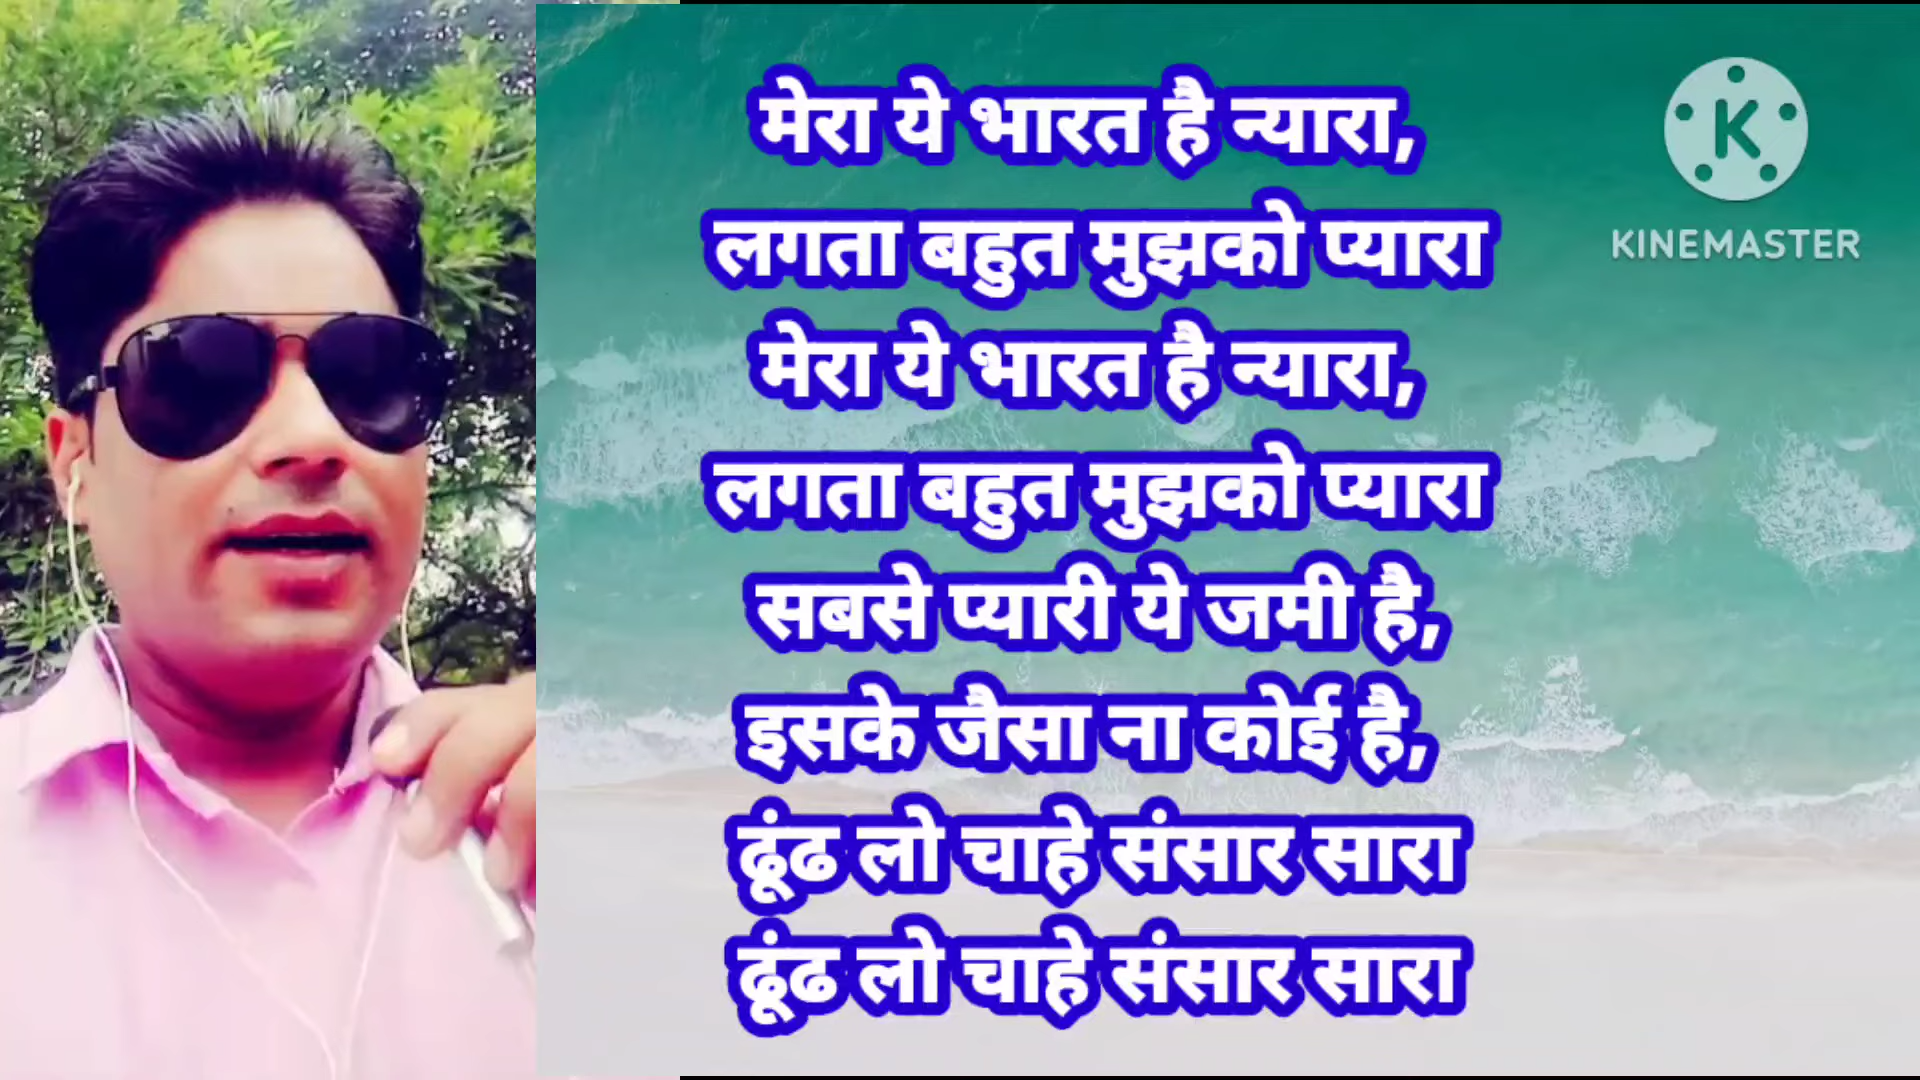 मेरा ये भारत है न्यारा,
लगता बहुत मुझको प्यारा
मेरा ये भारत है न्यारा,
लगता बहुत मुझको प्यारा
सबसे प्यारी ये जमी है,
इसके जैसा ना कोई है,
ढूंढ लो चाहे संसार सारा
ढूंढ लो चाहे संसार सारा
K
KINEMASTER